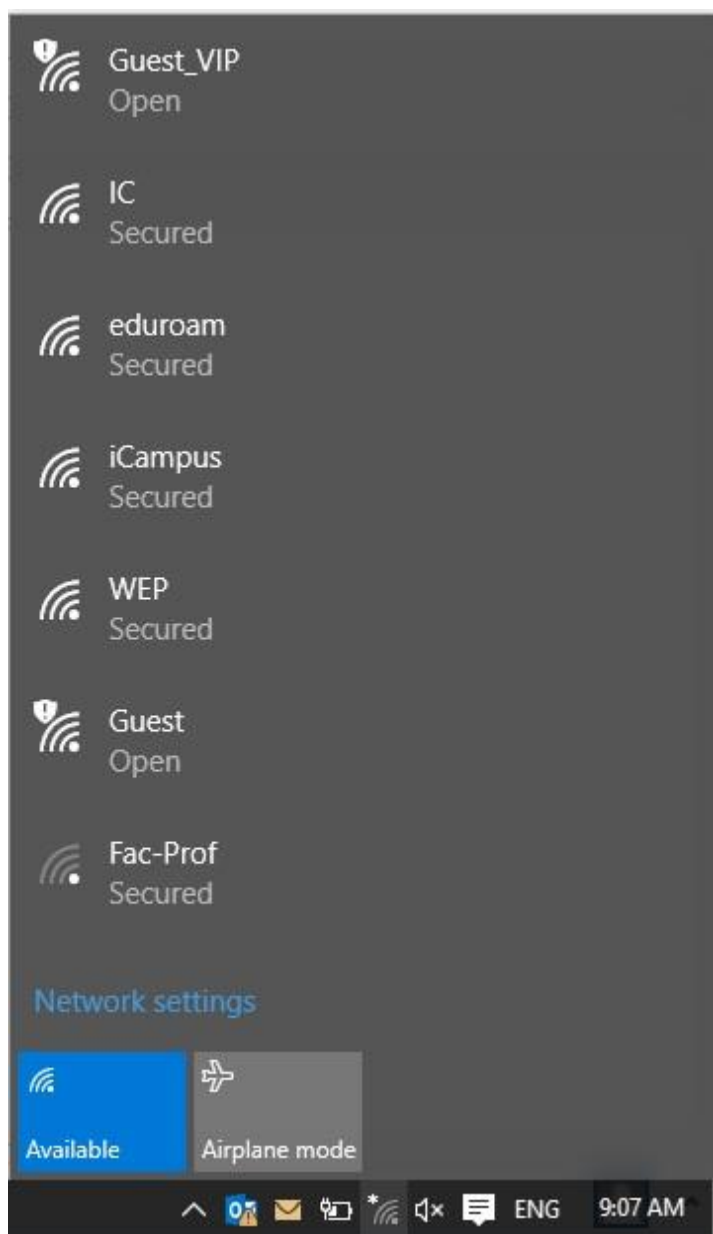 Guest_VIP
Open
IC
Secured
eduroam
Secured
iCampus
Secured
WEP
Secured
Guest
Open
Fac-Prof
Secured
Network settings
Available
Airplane mode
ENG
9:07 AM